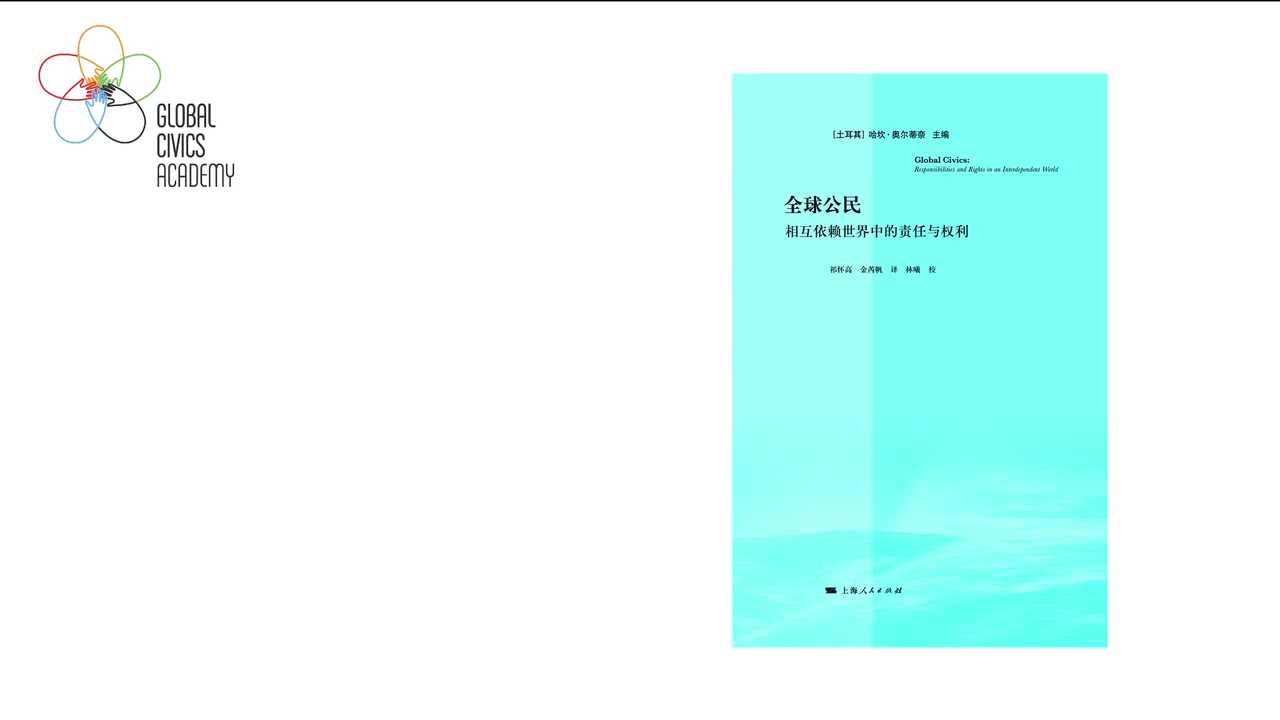 GLOBAL
CIVICS
ACADEMY
[土耳其] 哈坎·奥尔蒂奈 主编
Global Civics:
Responsibilities and Rights in an Interdependent World
全球公民
相互依赖世界中的责任与权利
祁怀高 金芮帆 译 林曦 校
上海人民出版社